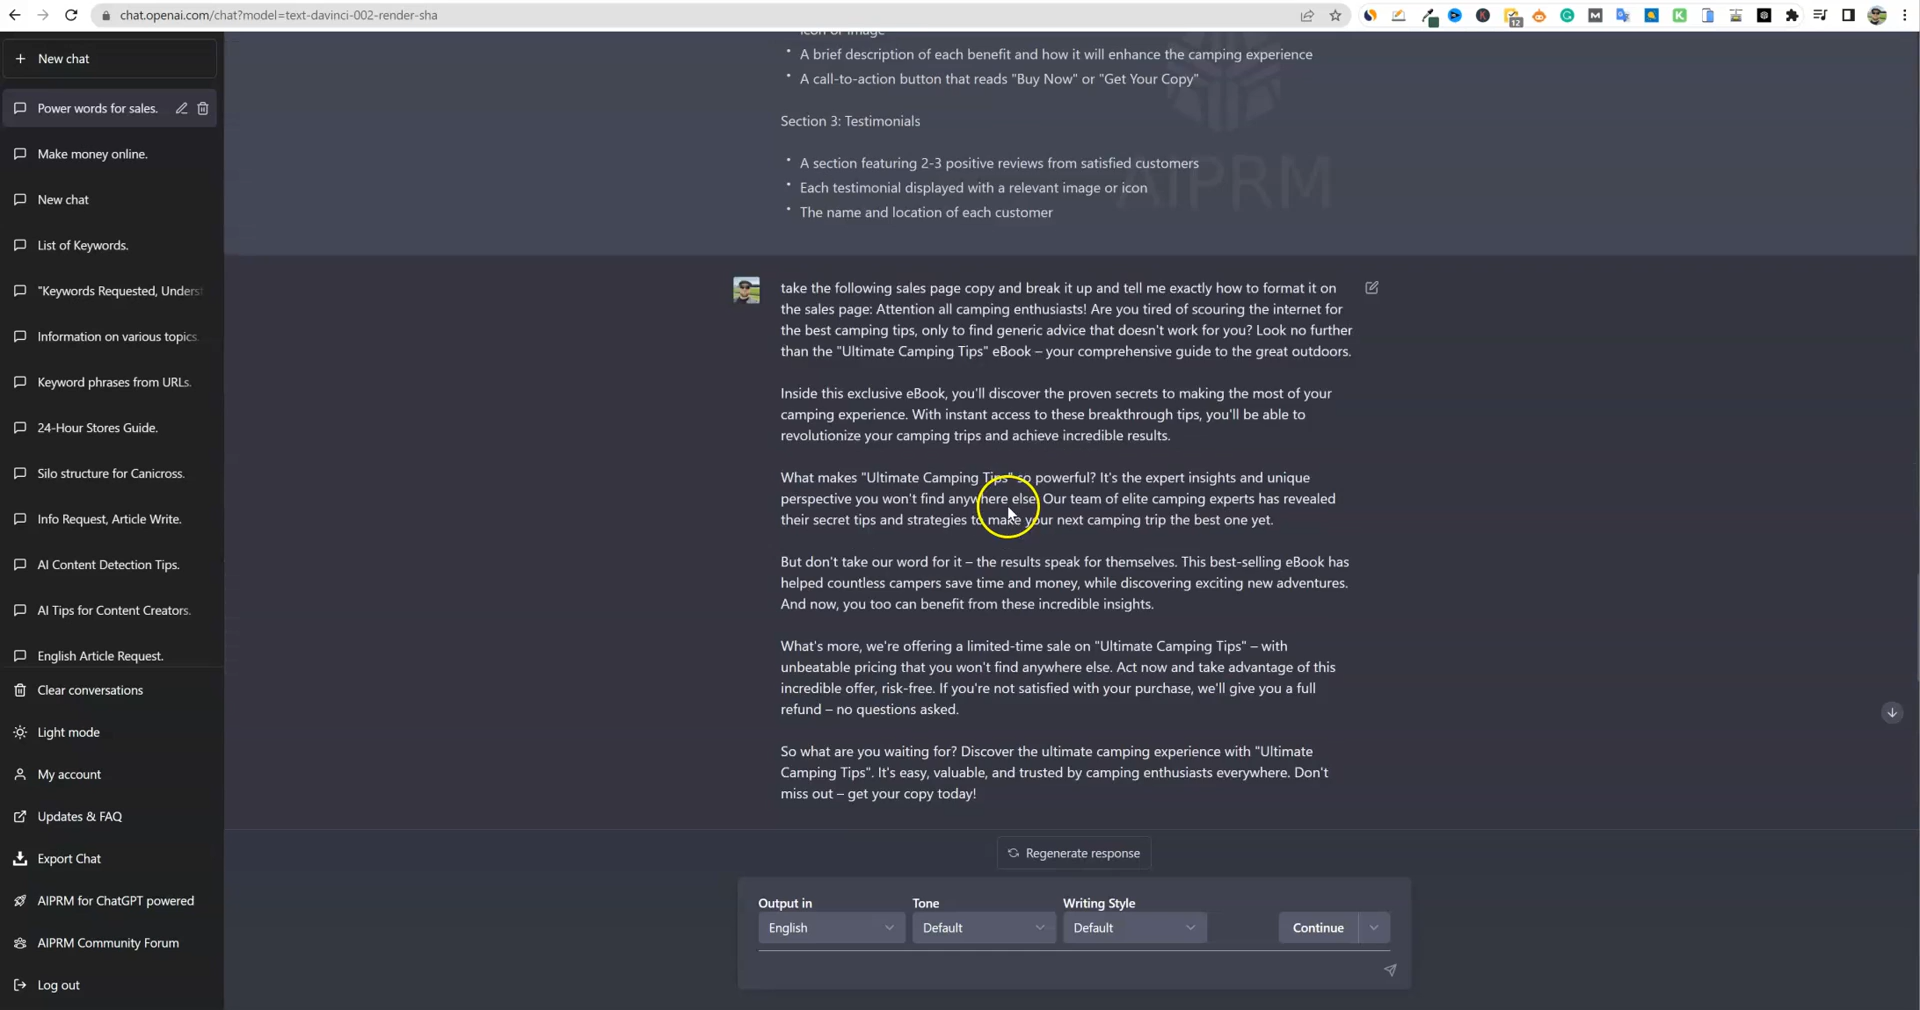 chat.openai.com/chat?model=text-davinci-002-render-sha
12
New chat
Power words for sales.
Make money online.
New chat
List of Keywords.
"Keywords Requested, Unders
Information on various topics.
Keyword phrases from URLs.
24-Hour Stores Guide.
Silo structure for Canicross.
Info Request, Article Write.
AI Content Detection Tips.
AI Tips for Content Creators.
English Article Request.
Clear conversations
Light mode
My account
Updates & FAQ
Export Chat
AIPRM for ChatGPT powered
AIPRM Community Forum
Log out
icon or image
• A brief description of each benefit and how it will enhance the camping experience
• A call-to-action button that reads "Buy Now" or "Get Your Copy"
Section 3: Testimonials
• A section featuring 2-3 positive reviews from satisfied customers
• Each testimonial displayed with a relevant image or icon
• The name and location of each customer
AIPRM
take the following sales page copy and break it up and tell me exactly how to format it on
the sales page: Attention all camping enthusiasts! Are you tired of scouring the internet for
the best camping tips, only to find generic advice that doesn't work for you? Look no further
than the "Ultimate Camping Tips" eBook – your comprehensive guide to the great outdoors.
Inside this exclusive eBook, you'll discover the proven secrets to making the most of your
camping experience. With instant access to these breakthrough tips, you'll be able to
revolutionize your camping trips and achieve incredible results.
What makes "Ultimate Camping Tips" so powerful? It's the expert insights and unique
perspective you won't find anywhere else. Our team of elite camping experts has revealed
their secret tips and strategies to make your next camping trip the best one yet.
But don't take our word for it – the results speak for themselves. This best-selling eBook has
helped countless campers save time and money, while discovering exciting new adventures.
And now, you too can benefit from these incredible insights.
What's more, we're offering a limited-time sale on "Ultimate Camping Tips" – with
unbeatable pricing that you won't find anywhere else. Act now and take advantage of this
incredible offer, risk-free. If you're not satisfied with your purchase, we'll give you a full
refund – no questions asked.
So what are you waiting for? Discover the ultimate camping experience with "Ultimate
Camping Tips". It's easy, valuable, and trusted by camping enthusiasts everywhere. Don't
miss out – get your copy today!
Regenerate response
Output in Tone Writing Style
English Default Default Continue